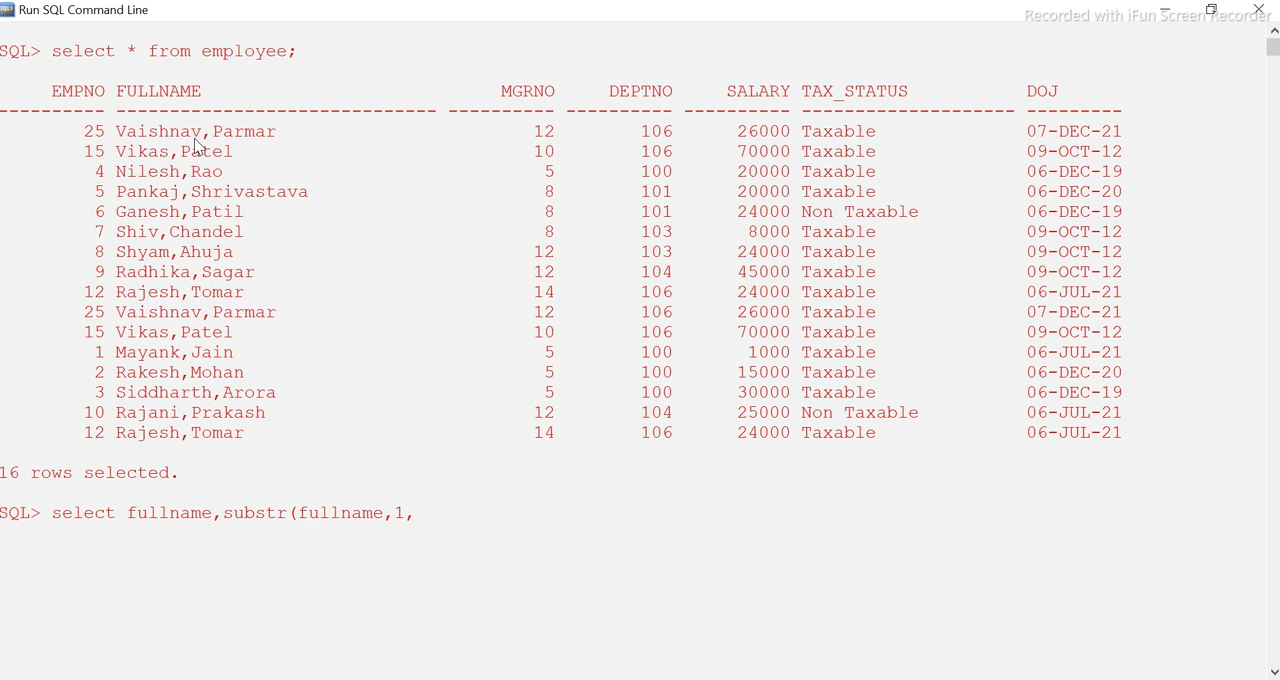 Run SQL Command Line
Recorded with iFun Screen Recorder
SQL> select * from employee;
EMPNO FULLNAME MGRNO DEPTNO SALARY TAX_STATUS DOJ
---------- ------------------------------ ---------- ---------- ---------- -------------------- ---------
25 Vaishnav,Parmar 12 106 26000 Taxable 07-DEC-21
15 Vikas,Patel 10 106 70000 Taxable 09-OCT-12
4 Nilesh,Rao 5 100 20000 Taxable 06-DEC-19
5 Pankaj,Shrivastava 8 101 20000 Taxable 06-DEC-20
6 Ganesh,Patil 8 101 24000 Non Taxable 06-DEC-19
7 Shiv,Chandel 8 103 8000 Taxable 09-OCT-12
8 Shyam,Ahuja 12 103 24000 Taxable 09-OCT-12
9 Radhika,Sagar 12 104 45000 Taxable 09-OCT-12
12 Rajesh,Tomar 14 106 24000 Taxable 06-JUL-21
25 Vaishnav,Parmar 12 106 26000 Taxable 07-DEC-21
15 Vikas,Patel 10 106 70000 Taxable 09-OCT-12
1 Mayank,Jain 5 100 1000 Taxable 06-JUL-21
2 Rakesh,Mohan 5 100 15000 Taxable 06-DEC-20
3 Siddharth,Arora 5 100 30000 Taxable 06-DEC-19
10 Rajani,Prakash 12 104 25000 Non Taxable 06-JUL-21
12 Rajesh,Tomar 14 106 24000 Taxable 06-JUL-21
16 rows selected.
SQL> select fullname,substr(fullname,1,